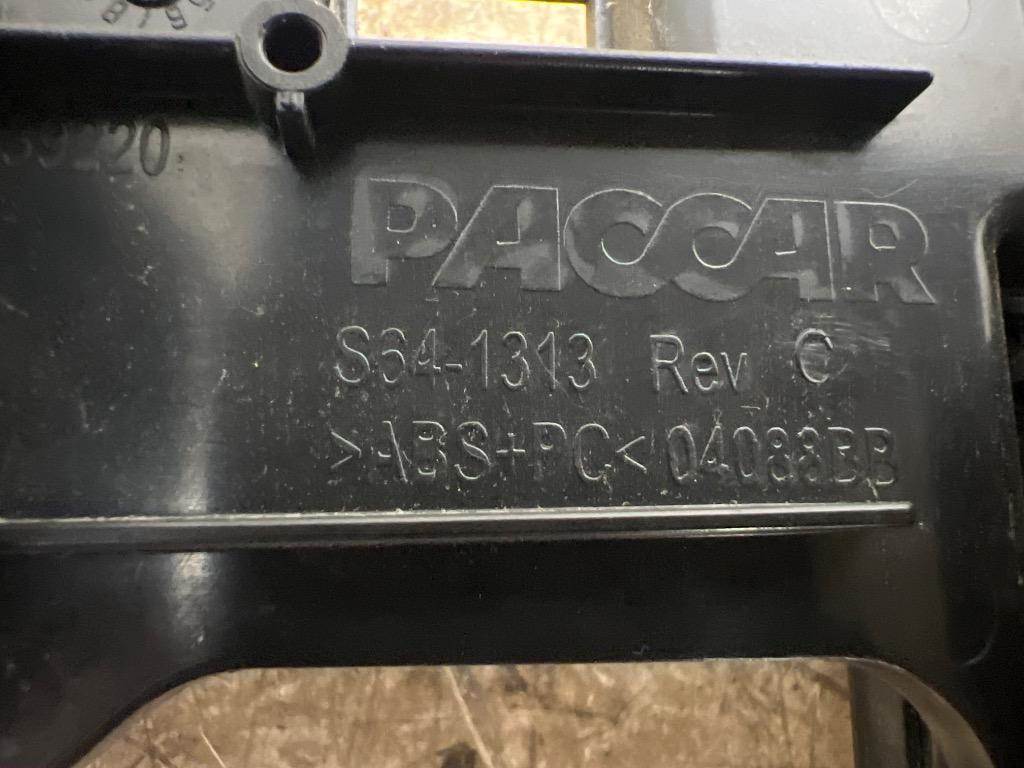 PACCAR
S64-1313 Rev C
>ABS+PC< 04088BB